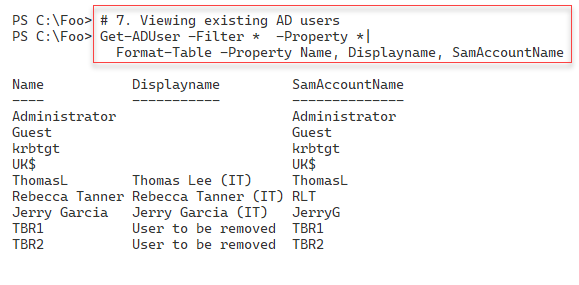 PS C:\Foo> # 7. Viewing existing AD users
PS C:\Foo> Get-ADUser -Filter *  -Property *|
Format-Table -Property Name, Displayname, SamAccountName
Name Displayname SamAccountName
---- ----------- --------------
Administrator Administrator
Guest Guest
krbtgt krbtgt
UK$ UK$
ThomasL Thomas Lee (IT) ThomasL
Rebecca Tanner Rebecca Tanner (IT) RLT
Jerry Garcia Jerry Garcia (IT) JerryG
TBR1 User to be removed TBR1
TBR2 User to be removed TBR2